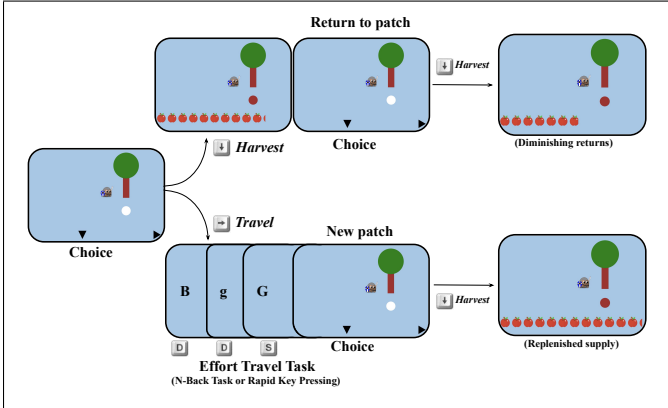 Return to patch
Harvest
Choice
Harvest
(Diminishing returns)
Choice
Travel
New patch
B
g
G
D
D
S
Choice
Harvest
(Replenished supply)
Effort Travel Task
(N-Back Task or Rapid Key Pressing)